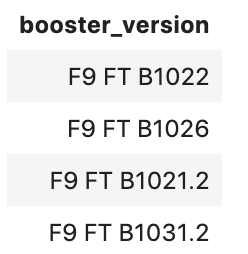 booster_version
F9 FT B1022
F9 FT B1026
F9 FT B1021.2
F9 FT B1031.2